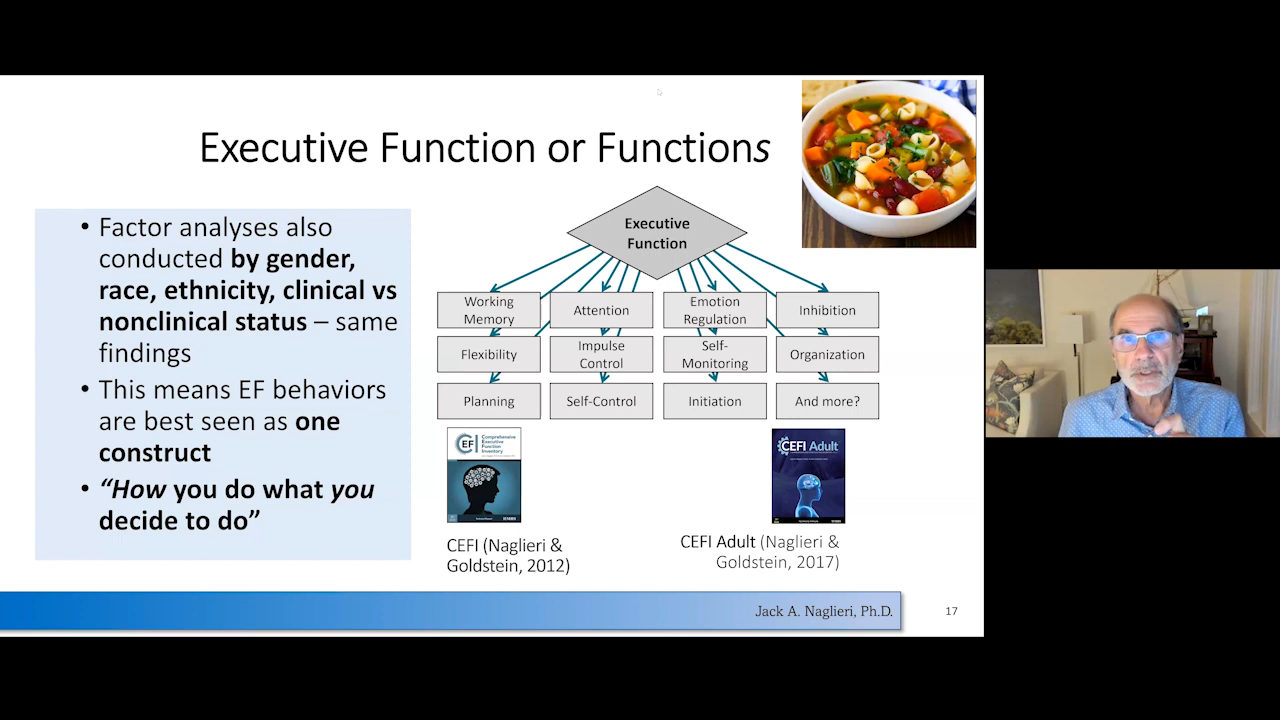 Executive Function or Functions
• Factor analyses also
conducted by gender,
race, ethnicity, clinical vs
nonclinical status – same
findings
• This means EF behaviors
are best seen as one
construct
• “How you do what you
decide to do”
Executive
Function
Working
Memory
Attention
Emotion
Regulation
Inhibition
Flexibility
Impulse
Control
Self-
Monitoring
Organization
Planning
Self-Control
Initiation
And more?
CEFI
Comprehensive
Executive
Function
Inventory
CEFI Adult
CEFI (Naglieri &
Goldstein, 2012)
CEFI Adult (Naglieri &
Goldstein, 2017)
Jack A. Naglieri, Ph.D.
17